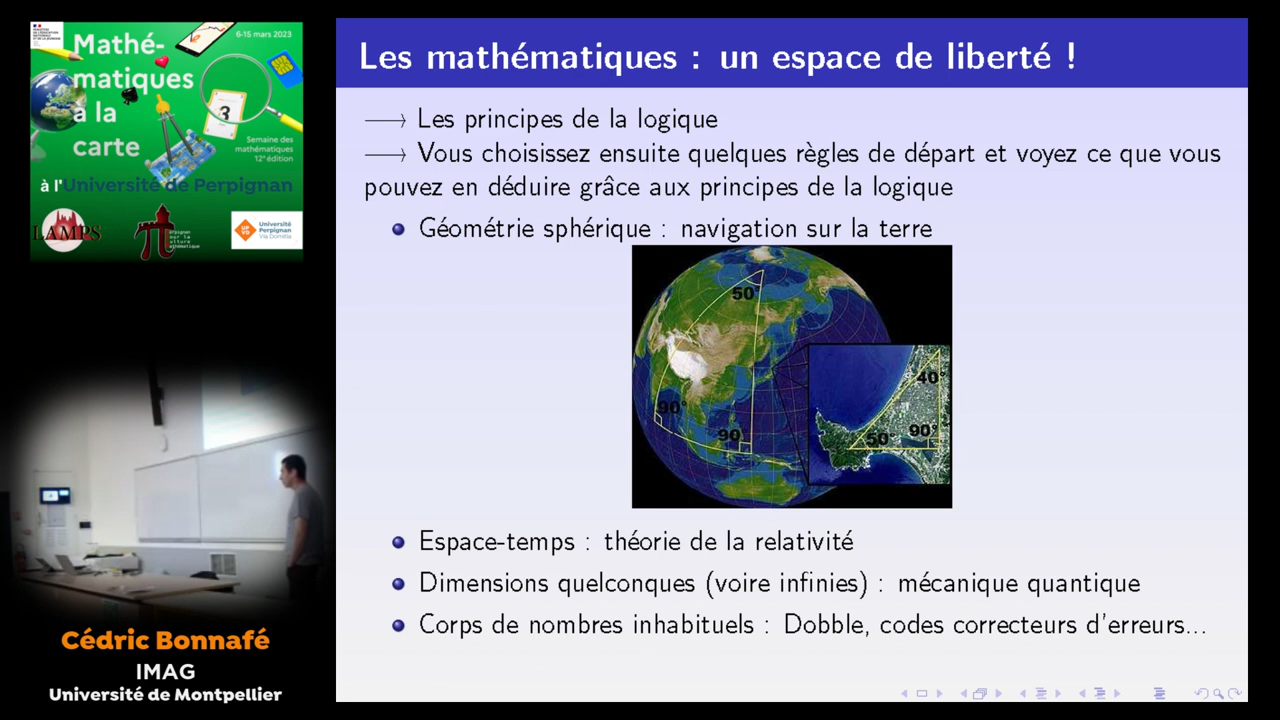 6-15 mars 2023
Mathé-
matiques
à la
carte
3
Semaine des
mathématiques
12e édition
à l'Université de Perpignan
LAMPS
Université
Perpignan
Via Domitia
Cédric Bonnafé
IMAG
Université de Montpellier
Les mathématiques : un espace de liberté !
⟶ Les principes de la logique
⟶ Vous choisissez ensuite quelques règles de départ et voyez ce que vous
pouvez en déduire grâce aux principes de la logique
• Géométrie sphérique : navigation sur la terre
50°
90°
90°
40°
50°
90°
• Espace-temps : théorie de la relativité
• Dimensions quelconques (voire infinies) : mécanique quantique
• Corps de nombres inhabituels : Dobble, codes correcteurs d'erreurs...